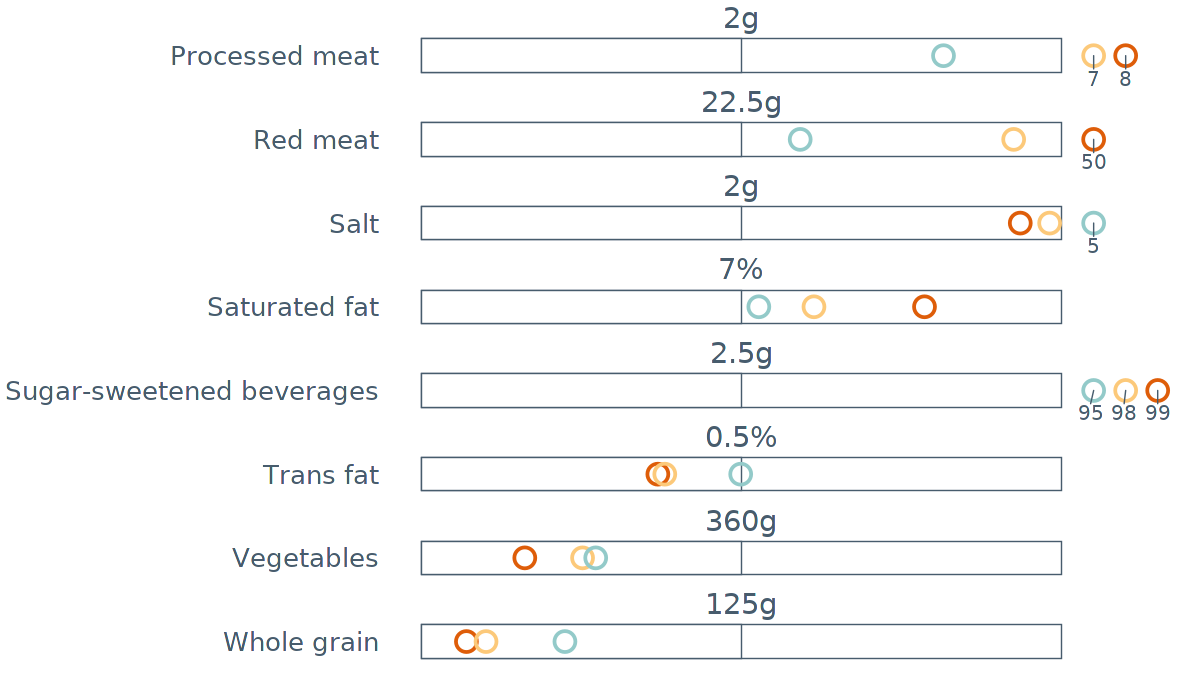 2g
Processed meat
7 8
22.5g
Red meat
50
2g
Salt
5
7%
Saturated fat
2.5g
Sugar-sweetened beverages
95 98 99
0.5%
Trans fat
360g
Vegetables
125g
Whole grain